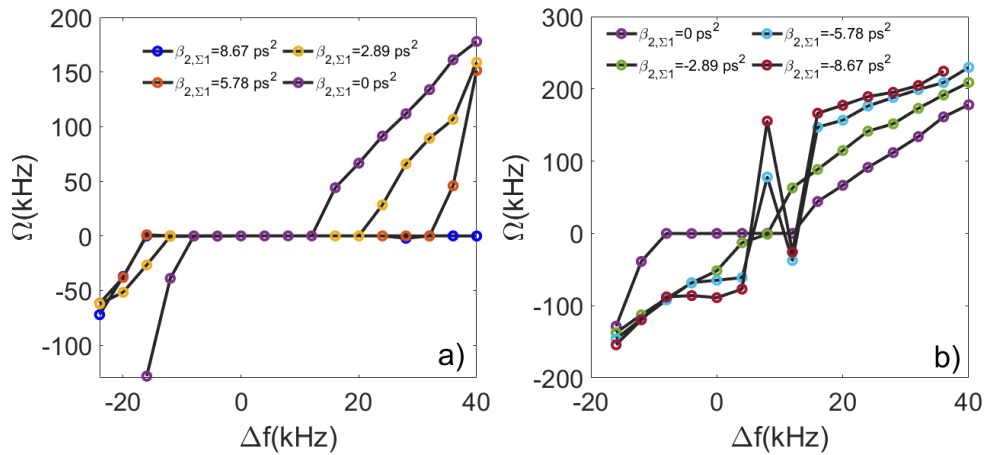 200
150
100
50
0
-50
-100
-20 0 20 40
Δf(kHz)
Ω(kHz)
β2,Σ1=8.67 ps²
β2,Σ1=5.78 ps²
β2,Σ1=2.89 ps²
β2,Σ1=0 ps²
a)
300
200
100
0
-100
-200
-20 0 20 40
Δf(kHz)
Ω(kHz)
β2,Σ1=0 ps²
β2,Σ1=-2.89 ps²
β2,Σ1=-5.78 ps²
β2,Σ1=-8.67 ps²
b)